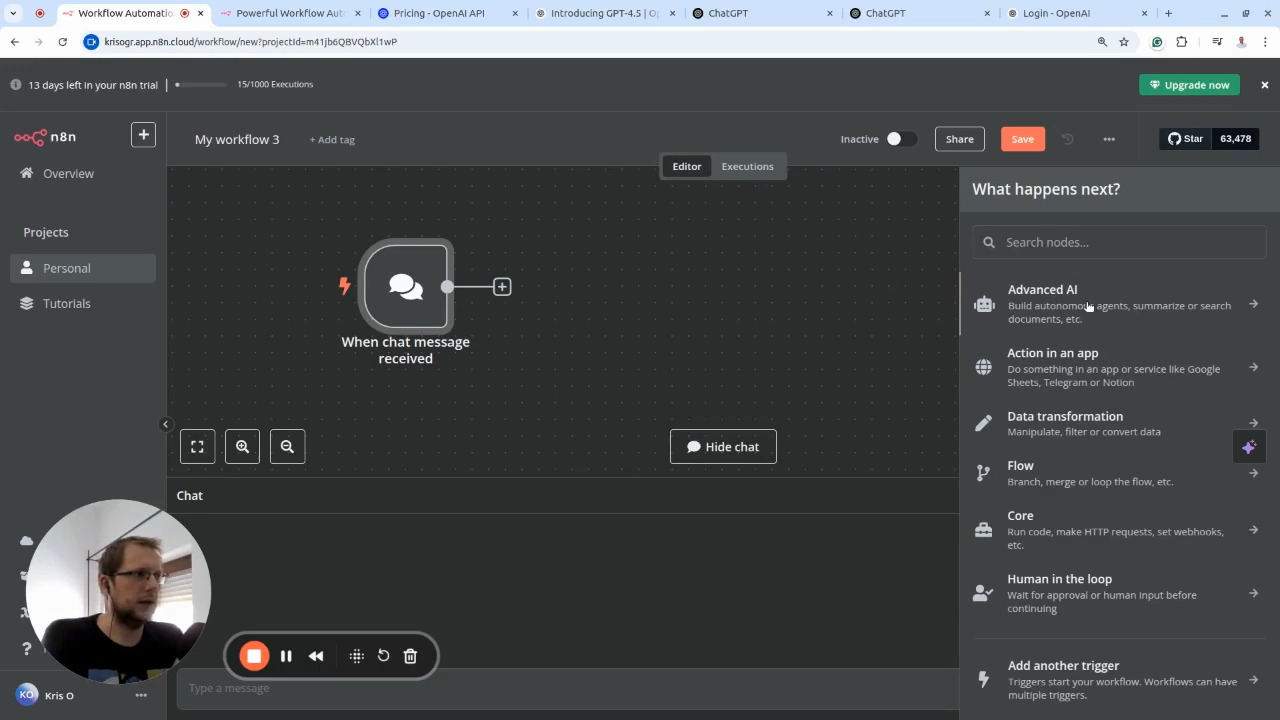 Workflow Automatio
Powerful Workflow Aut
Pricing - OpenAI API
Introducing GPT-4.5 | Op
ChatGPT
ChatGPT
Login - OpenAI
krisogr.app.n8n.cloud/workflow/new?projectId=m41jb6QBVQbXl1wP
13 days left in your n8n trial
15/1000 Executions
Upgrade now
n8n
My workflow 3
+ Add tag
Inactive
Share
Save
Star
63,478
Editor
Executions
Overview
Projects
Personal
Tutorials
When chat message
received
Hide chat
Chat
Type a message
Kris O
KO
What happens next?
Search nodes...
Advanced AI
Build autonomous agents, summarize or search
documents, etc.
Action in an app
Do something in an app or service like Google
Sheets, Telegram or Notion
Data transformation
Manipulate, filter or convert data
Flow
Branch, merge or loop the flow, etc.
Core
Run code, make HTTP requests, set webhooks,
etc.
Human in the loop
Wait for approval or human input before
continuing
Add another trigger
Triggers start your workflow. Workflows can have
multiple triggers.